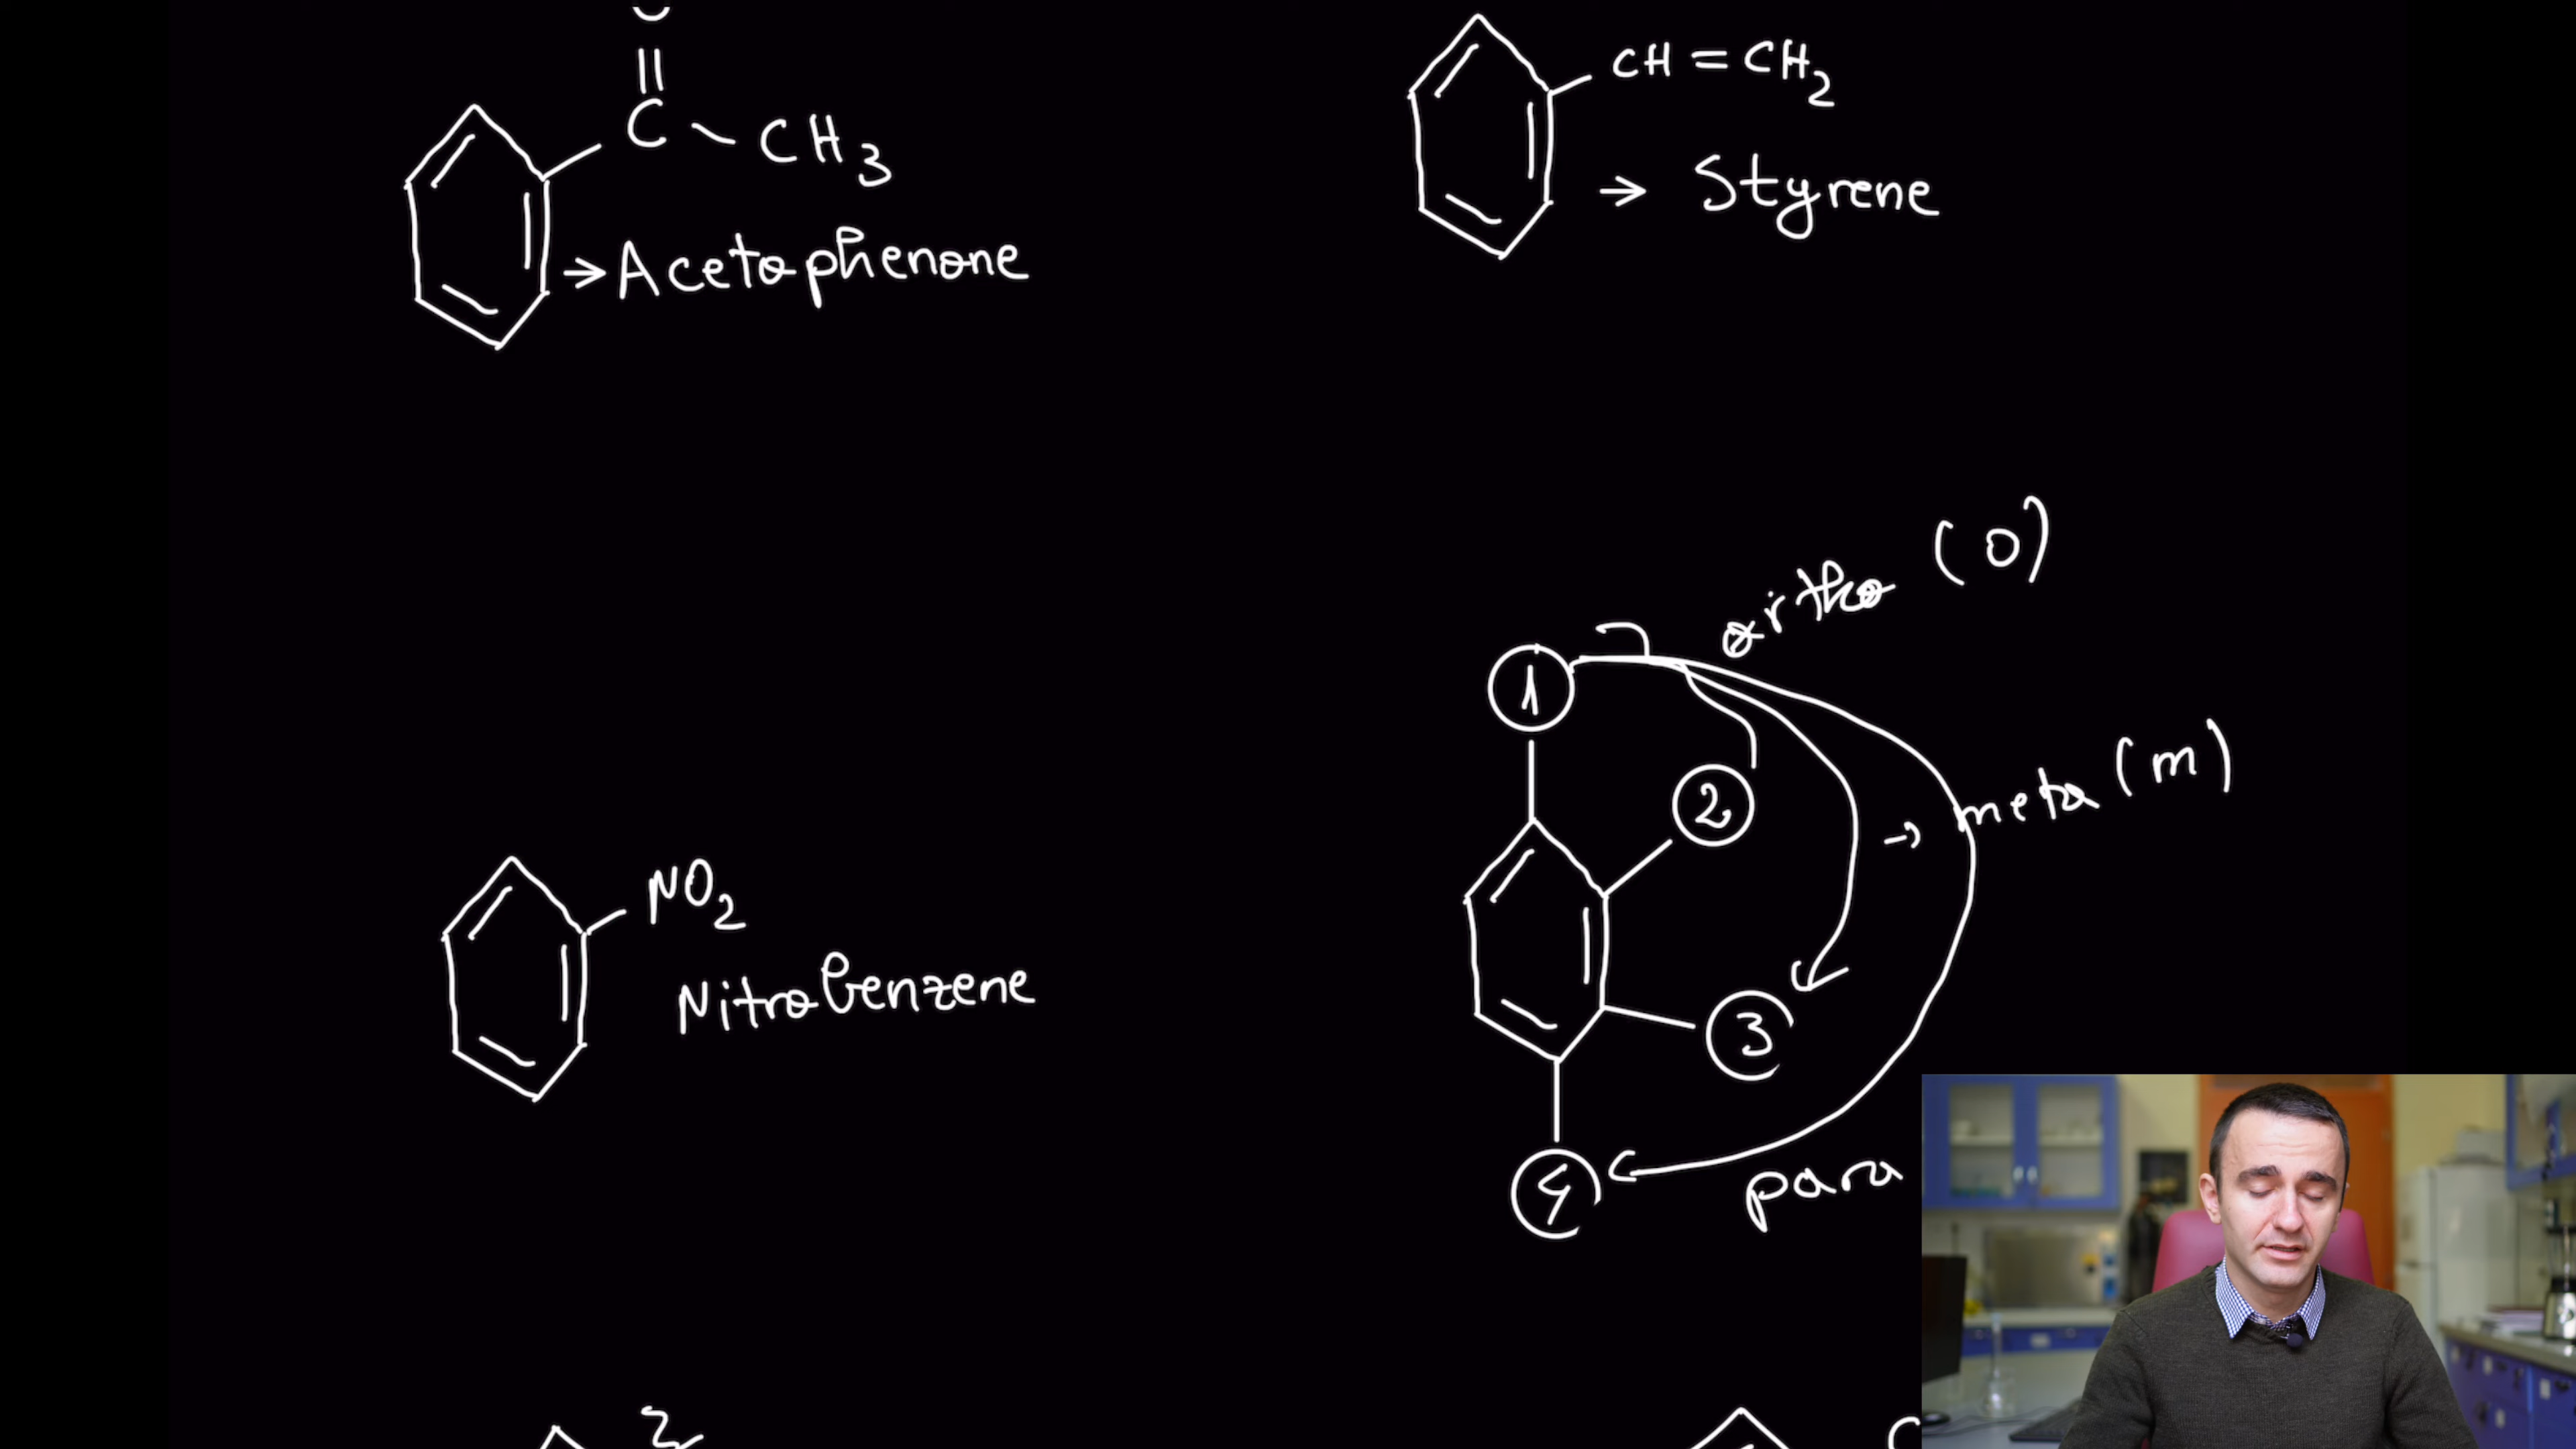 C - CH3
→ Acetophenone
CH = CH2
→ Styrene
ortho (o)
1
2
→ meta (m)
NO2
Nitrobenzene
3
4
para